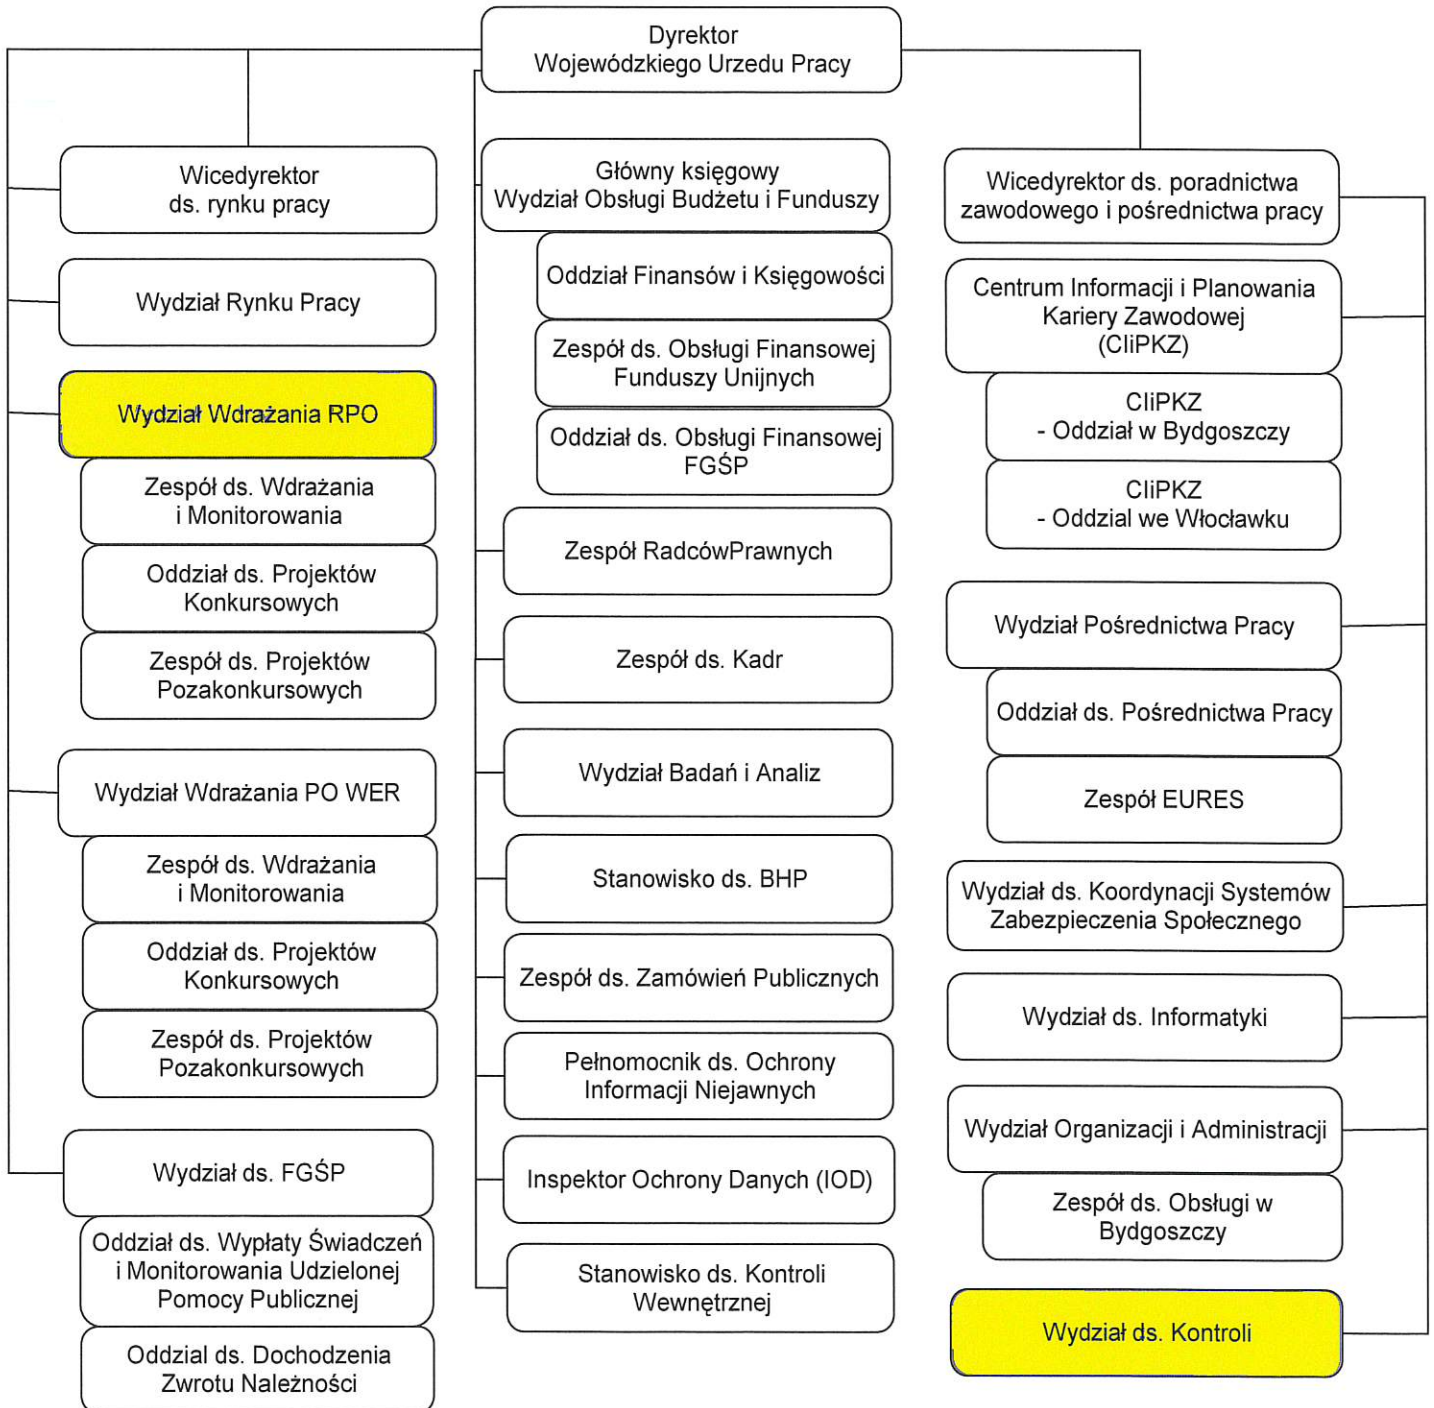 Dyrektor
Wojewódzkiego Urzedu Pracy
Wicedyrektor
ds. rynku pracy
Wydział Rynku Pracy
Wydział Wdrażania RPO
Zespół ds. Wdrażania
i Monitorowania
Oddział ds. Projektów
Konkursowych
Zespół ds. Projektów
Pozakonkursowych
Wydział Wdrażania PO WER
Zespół ds. Wdrażania
i Monitorowania
Oddział ds. Projektów
Konkursowych
Zespół ds. Projektów
Pozakonkursowych
Wydział ds. FGŚP
Oddział ds. Wypłaty Świadczeń
i Monitorowania Udzielonej
Pomocy Publicznej
Oddzial ds. Dochodzenia
Zwrotu Należności
Główny księgowy
Wydział Obsługi Budżetu i Funduszy
Oddział Finansów i Księgowości
Zespół ds. Obsługi Finansowej
Funduszy Unijnych
Oddział ds. Obsługi Finansowej
FGŚP
Zespół RadcówPrawnych
Zespół ds. Kadr
Wydział Badań i Analiz
Stanowisko ds. BHP
Zespół ds. Zamówień Publicznych
Pełnomocnik ds. Ochrony
Informacji Niejawnych
Inspektor Ochrony Danych (IOD)
Stanowisko ds. Kontroli
Wewnętrznej
Wicedyrektor ds. poradnictwa
zawodowego i pośrednictwa pracy
Centrum Informacji i Planowania
Kariery Zawodowej
(CIiPKZ)
CIiPKZ
- Oddział w Bydgoszczy
CIiPKZ
- Oddzial we Włocławku
Wydział Pośrednictwa Pracy
Oddział ds. Pośrednictwa Pracy
Zespół EURES
Wydział ds. Koordynacji Systemów
Zabezpieczenia Społecznego
Wydział ds. Informatyki
Wydział Organizacji i Administracji
Zespół ds. Obsługi w
Bydgoszczy
Wydział ds. Kontroli